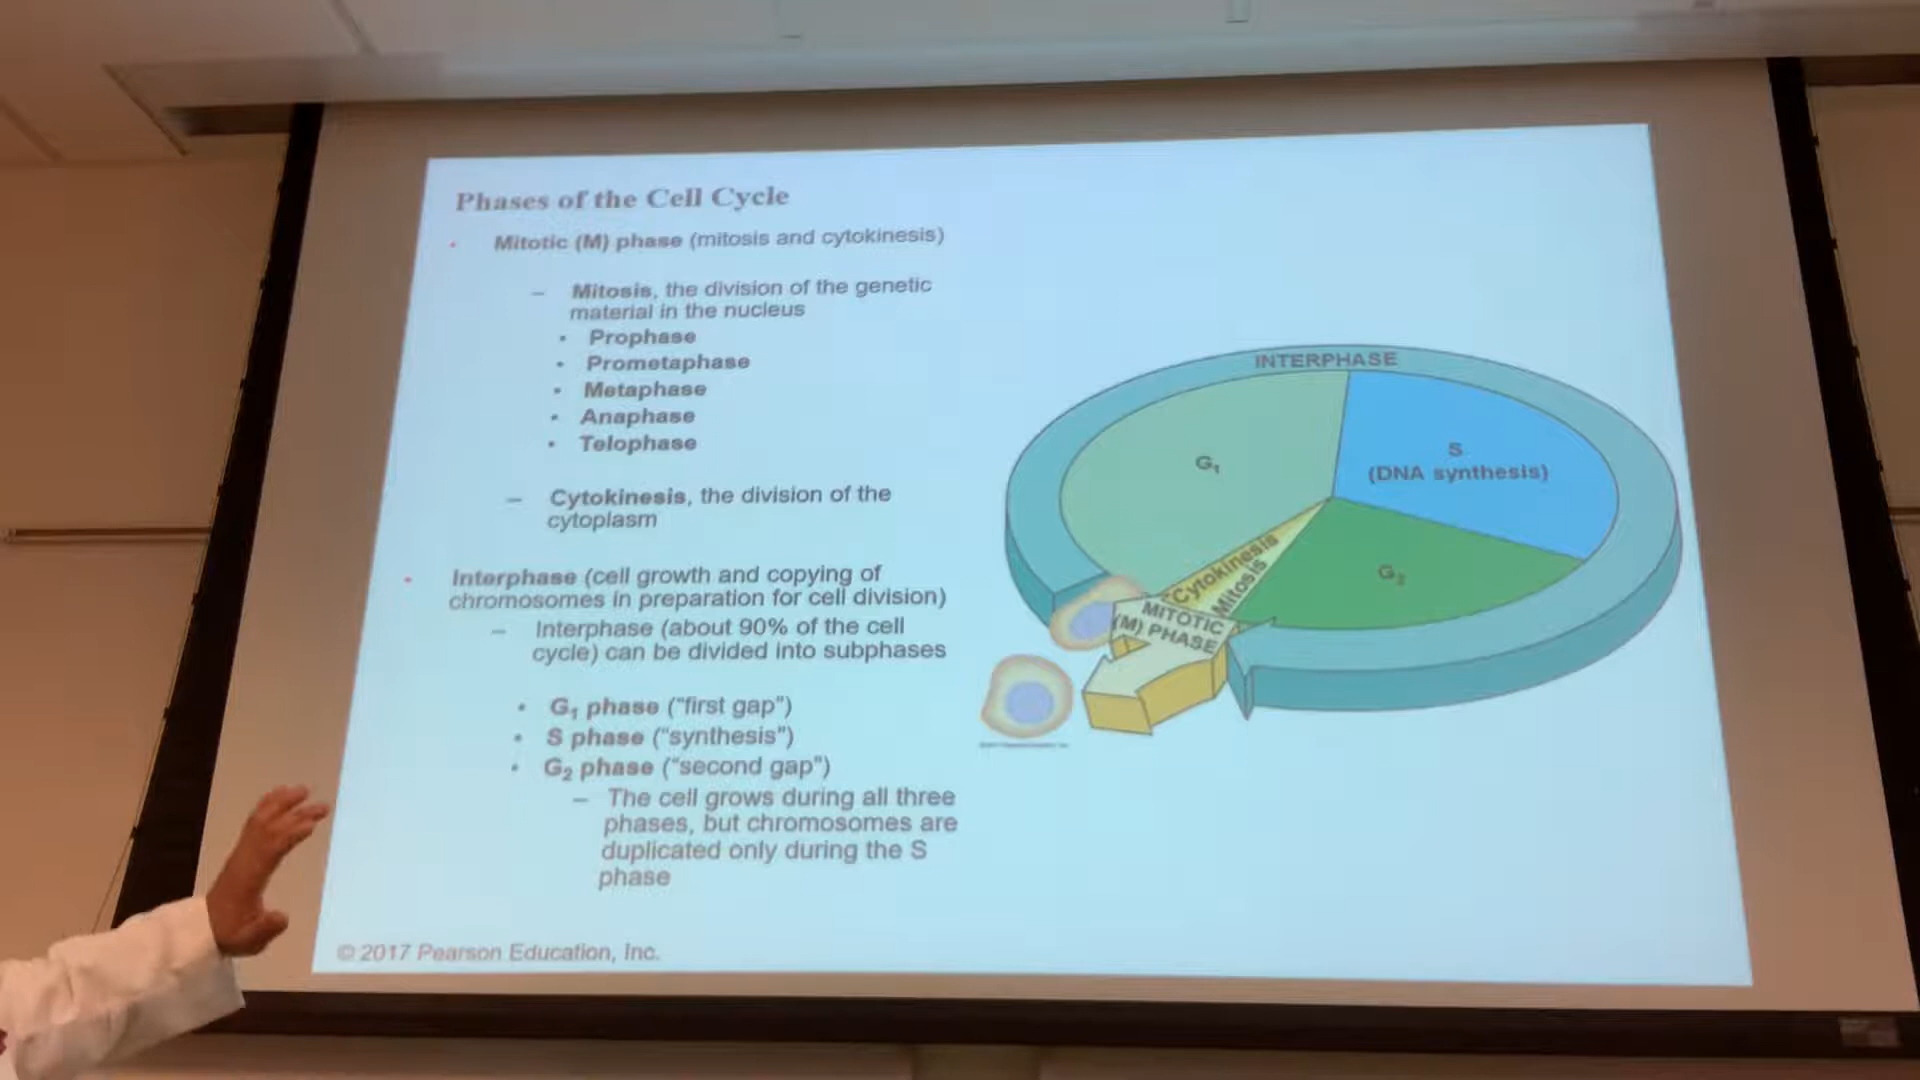 Phases of the Cell Cycle
• Mitotic (M) phase (mitosis and cytokinesis)
– Mitosis, the division of the genetic
material in the nucleus
• Prophase
• Prometaphase
• Metaphase
• Anaphase
• Telophase
– Cytokinesis, the division of the
cytoplasm
• Interphase (cell growth and copying of
chromosomes in preparation for cell division)
– Interphase (about 90% of the cell
cycle) can be divided into subphases
• G₁ phase (“first gap”)
• S phase (“synthesis”)
• G₂ phase (“second gap”)
– The cell grows during all three
phases, but chromosomes are
duplicated only during the S
phase
© 2017 Pearson Education, Inc.
INTERPHASE
G₁
S
(DNA synthesis)
G₂
Cytokinesis
Mitosis
MITOTIC
(M) PHASE